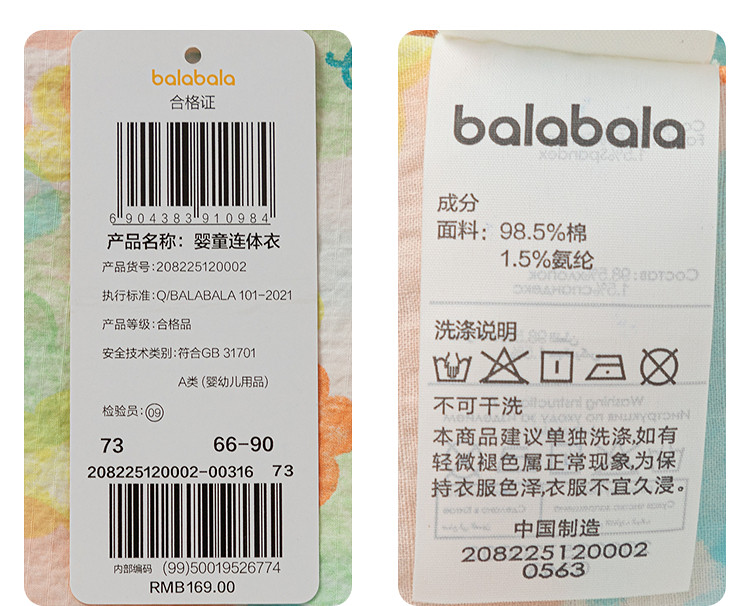 balabala
合格证
6 904383 910984
产品名称：婴童连体衣
产品货号:208225120002
执行标准:Q/BALABALA 101-2021
产品等级:合格品
安全技术类别:符合GB 31701
A类 (婴幼儿用品)
检验员:09
73 66-90
208225120002-00316 73
内部编码 (99)50019526774
RMB169.00
balabala
成分
面料: 98.5%棉
1.5%氨纶
洗涤说明
不可干洗
本商品建议单独洗涤,如有
轻微褪色属正常现象,为保
持衣服色泽,衣服不宜久浸。
中国制造
208225120002
0563